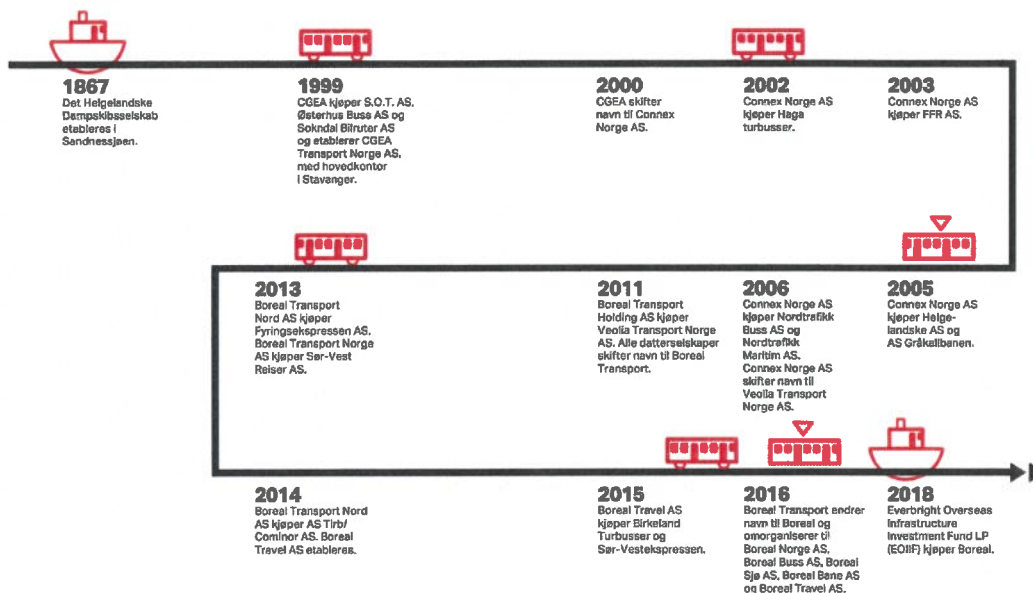 1867
Det Helgelandske
Dampskibsselskab
etableres i
Sandnessjøen.
1999
CGEA kjøper S.O.T. AS,
Østerhus Buss AS og
Sokndal Bilruter AS
og etablerer CGEA
Transport Norge AS,
med hovedkontor
i Stavanger.
2000
CGEA skifter
navn til Connex
Norge AS.
2002
Connex Norge AS
kjøper Haga
turbusser.
2003
Connex Norge AS
kjøper FFR AS.
2013
Boreal Transport
Nord AS kjøper
Fyringsekspressen AS.
Boreal Transport Norge
AS kjøper Sør-Vest
Reiser AS.
2011
Boreal Transport
Holding AS kjøper
Veolia Transport Norge
AS. Alle datterselskaper
skifter navn til Boreal
Transport.
2006
Connex Norge AS
kjøper Nordtrafikk
Buss AS og
Nordtrafikk
Maritim AS.
Connex Norge AS
skifter navn til
Veolia Transport
Norge AS.
2005
Connex Norge AS
kjøper Helge-
landske AS og
AS Gråkallbanen.
2014
Boreal Transport Nord
AS kjøper AS Tirb/
Cominor AS. Boreal
Travel AS etableres.
2015
Boreal Travel AS
kjøper Birkeland
Turbusser og
Sør-Vestekspressen.
2016
Boreal Transport endrer
navn til Boreal og
omorganiserer til
Boreal Norge AS,
Boreal Buss AS, Boreal
Sjø AS, Boreal Bane AS
og Boreal Travel AS.
2018
Everbright Overseas
Infrastructure
Investment Fund LP
(EOIIF) kjøper Boreal.